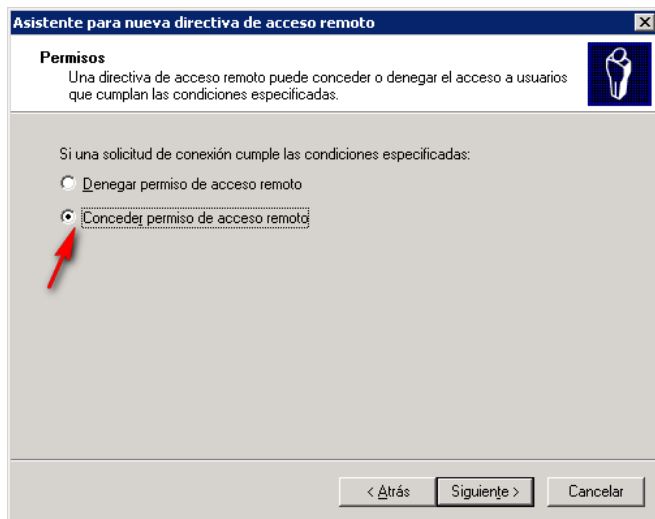 Asistente para nueva directiva de acceso remoto
Permisos
Una directiva de acceso remoto puede conceder o denegar el acceso a usuarios
que cumplan las condiciones especificadas.
Si una solicitud de conexión cumple las condiciones especificadas:
Denegar permiso de acceso remoto
Conceder permiso de acceso remoto
< Atrás
Siguiente >
Cancelar